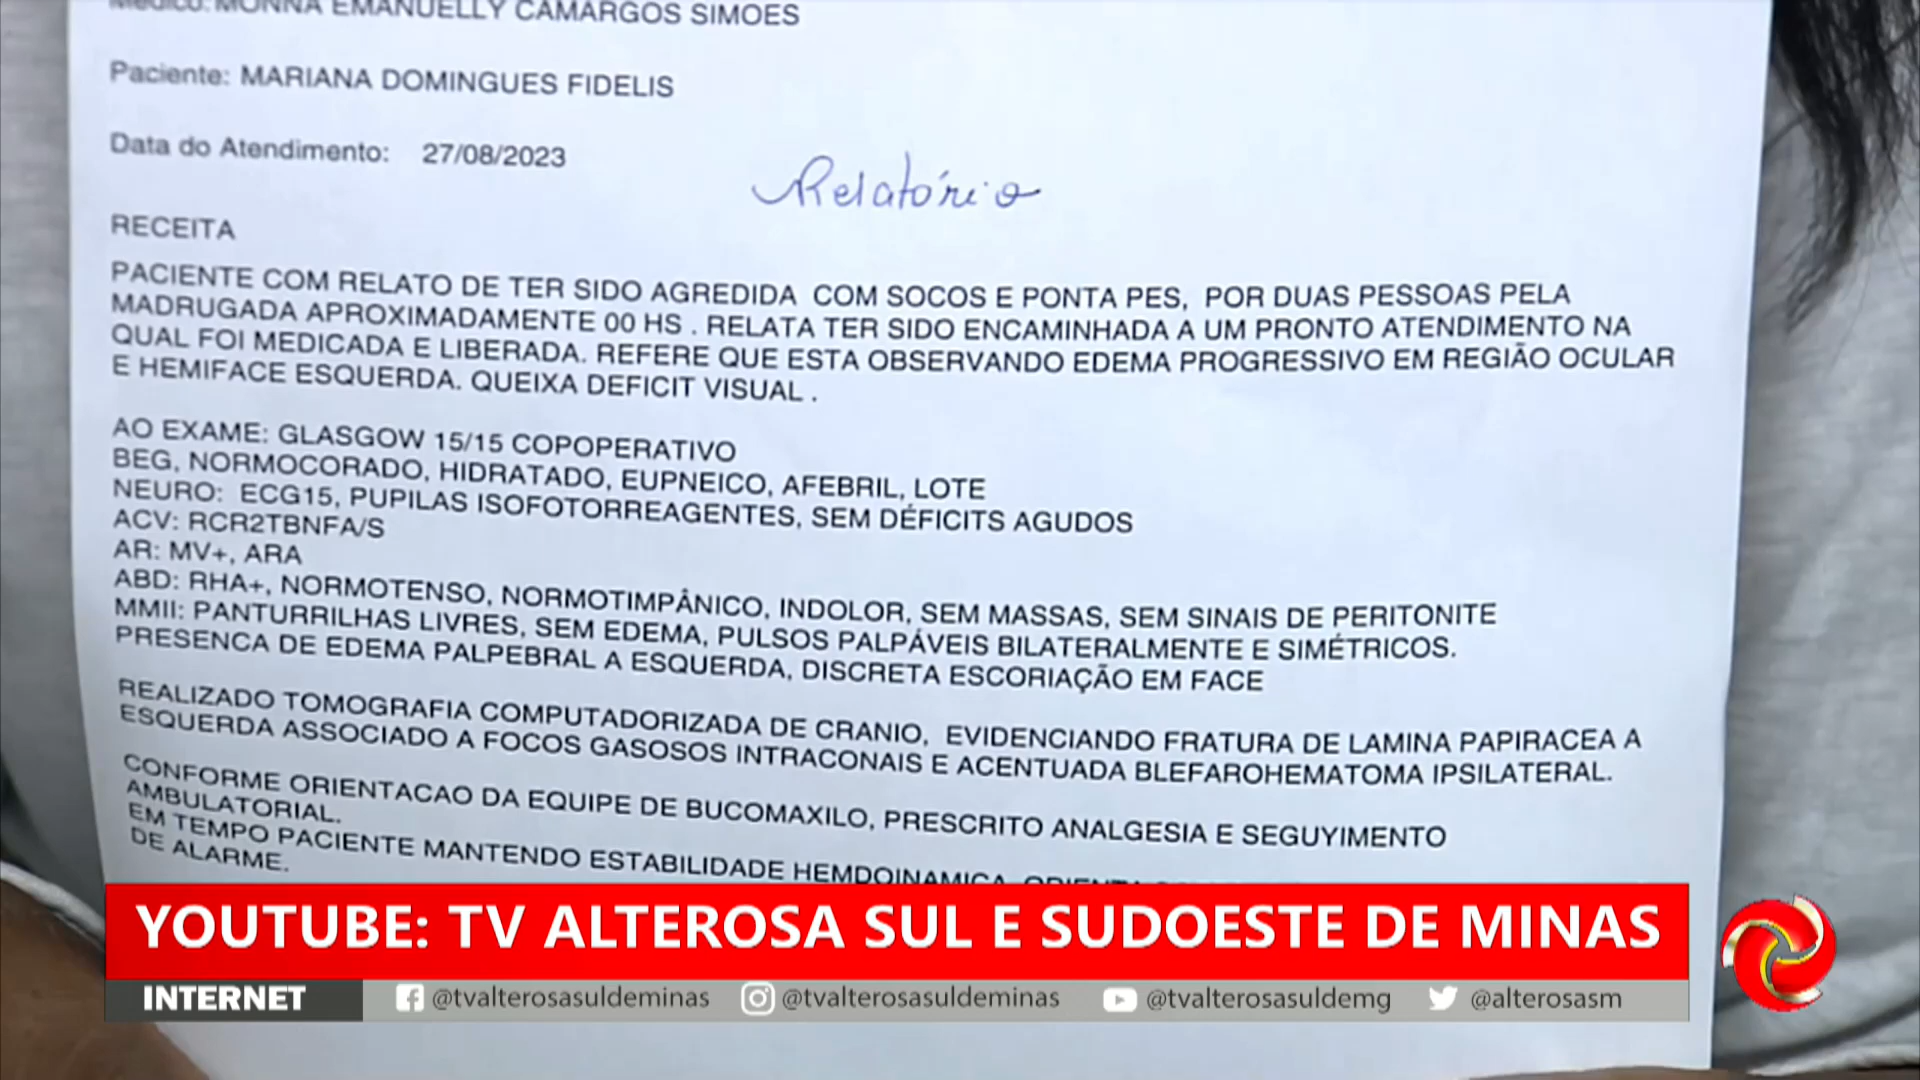 Médico: MONNA EMANUELLY CAMARGOS SIMOES
Paciente: MARIANA DOMINGUES FIDELIS
Data do Atendimento: 27/08/2023
Relatório
RECEITA
PACIENTE COM RELATO DE TER SIDO AGREDIDA COM SOCOS E PONTA PES, POR DUAS PESSOAS PELA
MADRUGADA APROXIMADAMENTE 00 HS . RELATA TER SIDO ENCAMINHADA A UM PRONTO ATENDIMENTO NA
QUAL FOI MEDICADA E LIBERADA. REFERE QUE ESTA OBSERVANDO EDEMA PROGRESSIVO EM REGIÃO OCULAR
E HEMIFACE ESQUERDA. QUEIXA DEFICIT VISUAL .
AO EXAME: GLASGOW 15/15 COPOPERATIVO
BEG, NORMOCORADO, HIDRATADO, EUPNEICO, AFEBRIL, LOTE
NEURO: ECG15, PUPILAS ISOFOTORREAGENTES, SEM DÉFICITS AGUDOS
ACV: RCR2TBNFA/S
AR: MV+, ARA
ABD: RHA+, NORMOTENSO, NORMOTIMPÂNICO, INDOLOR, SEM MASSAS, SEM SINAIS DE PERITONITE
MMII: PANTURRILHAS LIVRES, SEM EDEMA, PULSOS PALPÁVEIS BILATERALMENTE E SIMÉTRICOS.
PRESENCA DE EDEMA PALPEBRAL A ESQUERDA, DISCRETA ESCORIAÇÃO EM FACE
REALIZADO TOMOGRAFIA COMPUTADORIZADA DE CRANIO, EVIDENCIANDO FRATURA DE LAMINA PAPIRACEA A
ESQUERDA ASSOCIADO A FOCOS GASOSOS INTRACONAIS E ACENTUADA BLEFAROHEMATOMA IPSILATERAL.
CONFORME ORIENTACAO DA EQUIPE DE BUCOMAXILO, PRESCRITO ANALGESIA E SEGUYIMENTO
AMBULATORIAL.
EM TEMPO PACIENTE MANTENDO ESTABILIDADE HEMDOINAMICA,
DE ALARME.
YOUTUBE: TV ALTEROSA SUL E SUDOESTE DE MINAS
INTERNET @tvalterosasuldeminas @tvalterosasuldeminas @tvalterosasuldemg @alterosasm